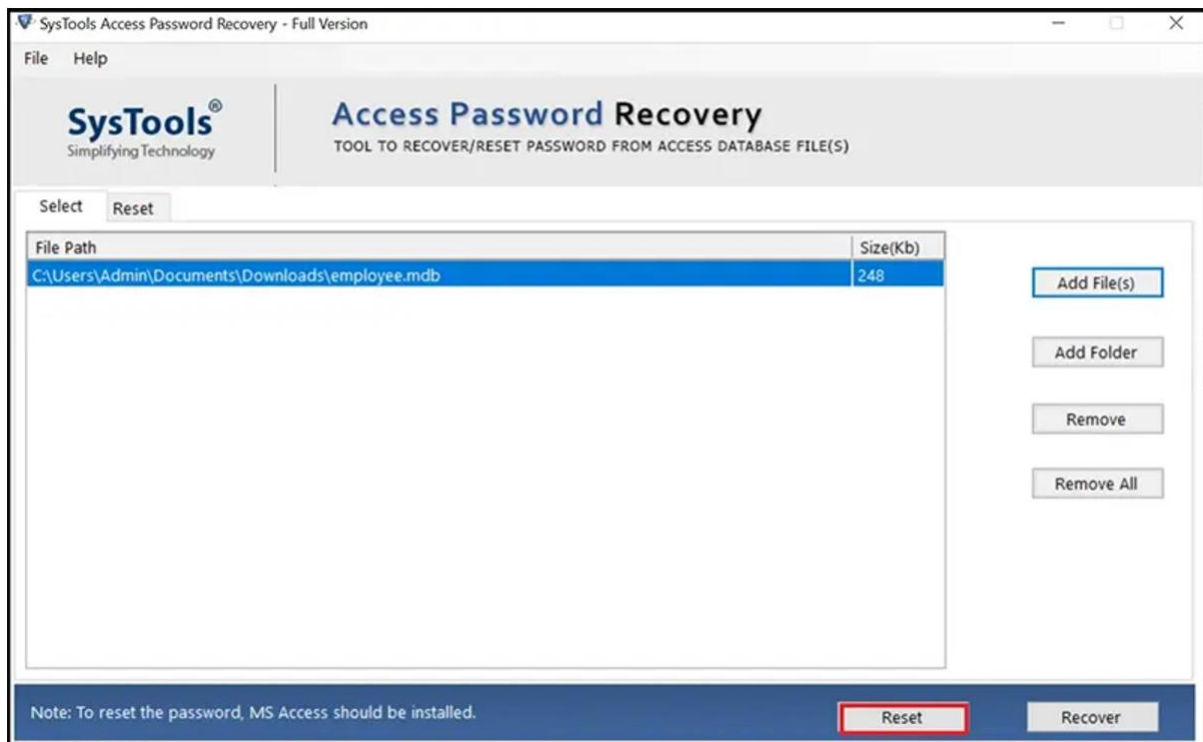 SysTools Access Password Recovery - Full Version
File Help
SysTools®
Simplifying Technology
Access Password Recovery
TOOL TO RECOVER/RESET PASSWORD FROM ACCESS DATABASE FILE(S)
Select Reset
File Path Size(Kb)
C:\Users\Admin\Documents\Downloads\employee.mdb 248
Add File(s)
Add Folder
Remove
Remove All
Note: To reset the password, MS Access should be installed.
Reset Recover